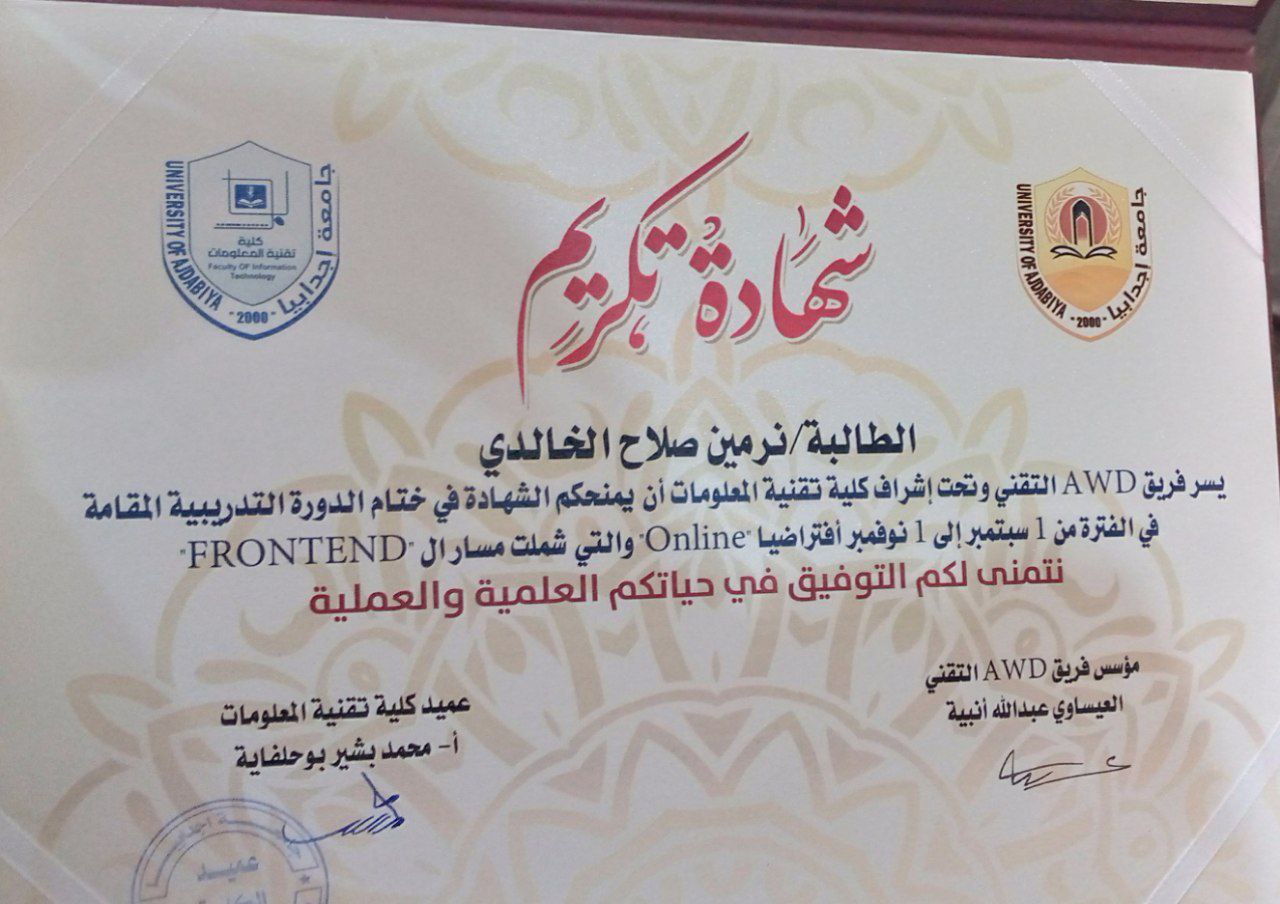 جامعة إجدابيا
UNIVERSITY OF AJDABIYA
-2000-
كلية
تقنية المعلومات
Faculty OF Information
Technology
جامعة إجدابيا
UNIVERSITY OF AJDABIYA
-2000-
شهادة تكريم
الطالبة/نرمين صلاح الخالدي
يسر فريق AWD التقني وتحت إشراف كلية تقنية المعلومات أن يمنحكم الشهادة في ختام الدورة التدريبية المقامة
في الفترة من 1 سبتمبر إلى 1 نوفمبر أفتراضيا "Online" والتي شملت مسار ال "FRONTEND"
نتمنى لكم التوفيق في حياتكم العلمية والعملية
مؤسس فريق AWD التقني
العيساوي عبدالله أنبية
عميد كلية تقنية المعلومات
أ- محمد بشير بوحلفاية
عميد